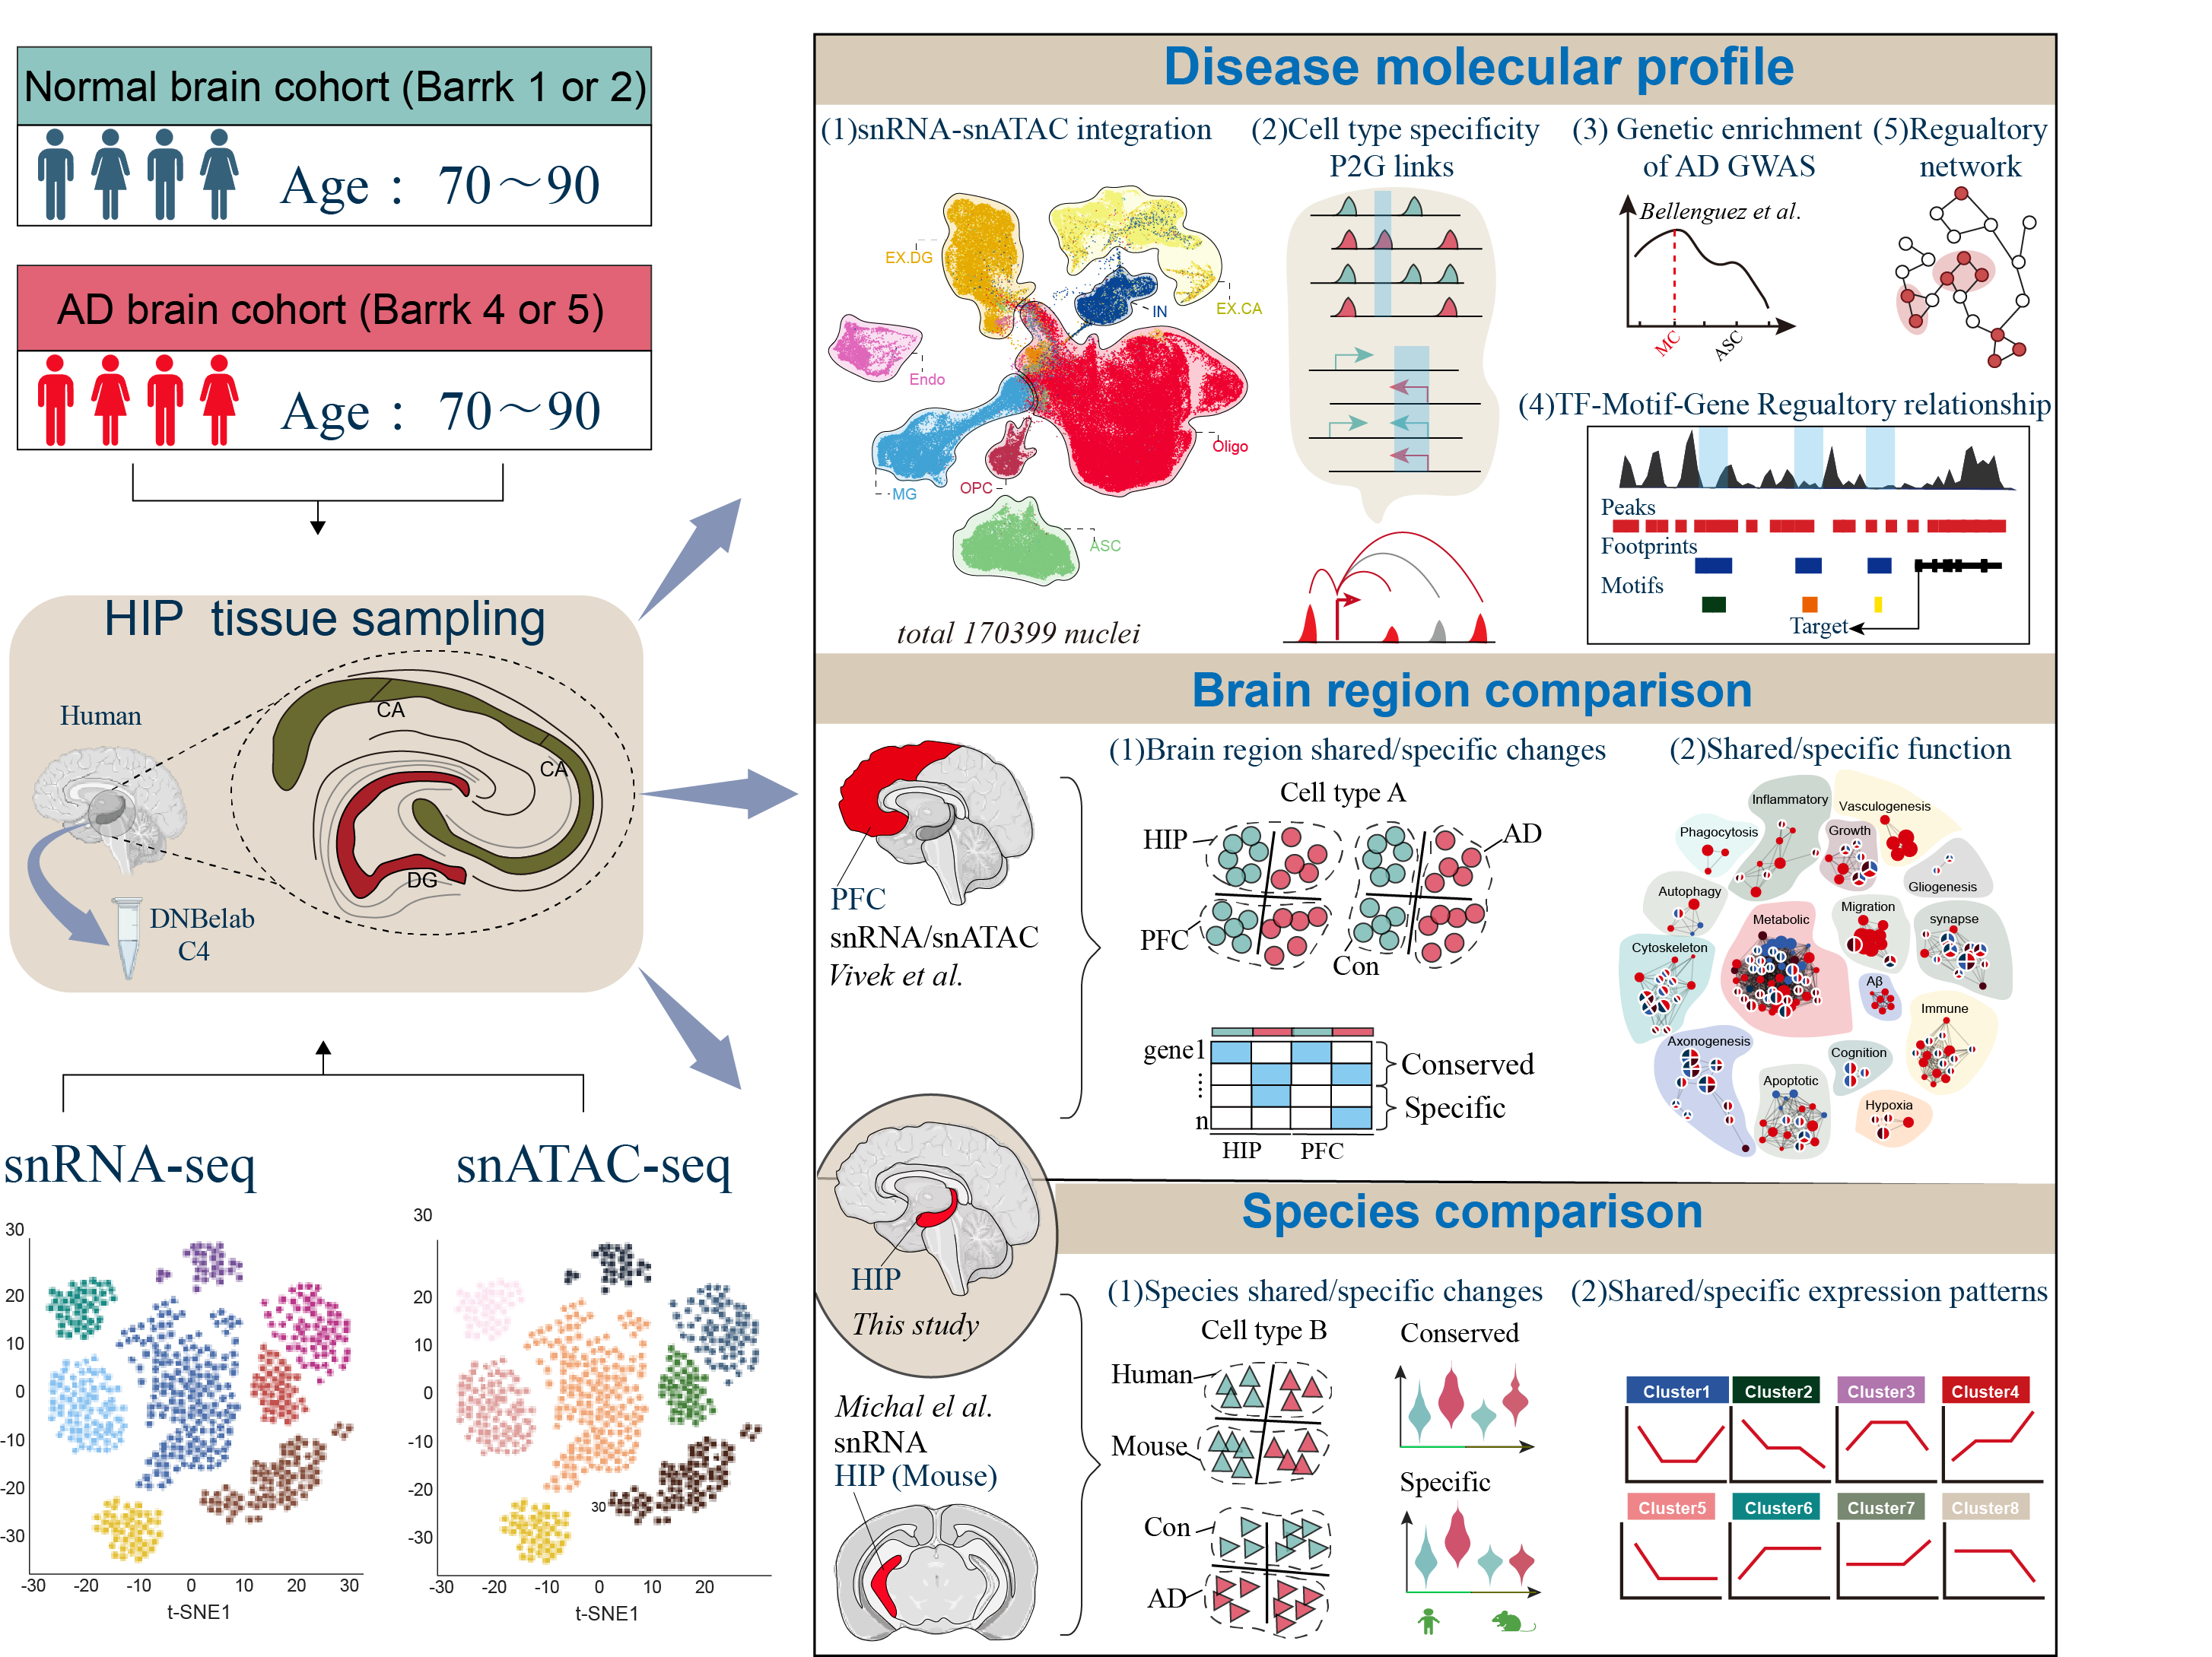 Normal brain cohort (Barrk 1 or 2)
Age : 70～90
AD brain cohort (Barrk 4 or 5)
Age : 70～90
HIP tissue sampling
Human
CA
CA
DG
DNBelab
C4
snRNA-seq
snATAC-seq
30
20
10
0
-10
-20
-30
-30
-20
-10
0
10
20
30
t-SNE1
30
20
10
0
-10
-20
-30
30
-30
-20
-10
0
10
20
t-SNE1
Disease molecular profile
(1)snRNA-snATAC integration
EX.DG
EX.CA
IN
Endo
Oligo
MG
OPC
ASC
total 170399 nuclei
(2)Cell type specificity
P2G links
(3) Genetic enrichment
of AD GWAS
Bellenguez et al.
MC
ASC
(5)Regualtory
network
(4)TF-Motif-Gene Regualtory relationship
Peaks
Footprints
Motifs
Target
Brain region comparison
PFC
snRNA/snATAC
Vivek et al.
(1)Brain region shared/specific changes
Cell type A
HIP
AD
PFC
Con
gene1
n
Conserved
Specific
HIP
PFC
(2)Shared/specific function
Inflammatory
Vasculogenesis
Phagocytosis
Growth
Gliogenesis
Autophagy
Metabolic
Migration
synapse
Cytoskeleton
Aβ
Immune
Axonogenesis
Cognition
Apoptotic
Hypoxia
HIP
This study
Species comparison
Michal el al.
snRNA
HIP (Mouse)
(1)Species shared/specific changes
Cell type B
Human
Mouse
Con
AD
Conserved
Specific
(2)Shared/specific expression patterns
Cluster1
Cluster2
Cluster3
Cluster4
Cluster5
Cluster6
Cluster7
Cluster8